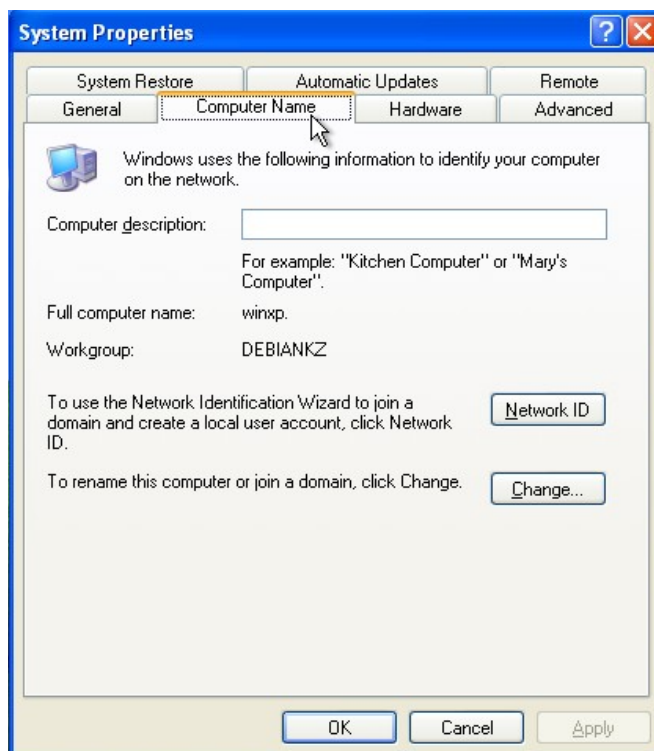 System Properties
System Restore
Automatic Updates
Remote
General
Computer Name
Hardware
Advanced
Windows uses the following information to identify your computer
on the network.
Computer description:
For example: "Kitchen Computer" or "Mary's
Computer".
Full computer name:
winxp.
Workgroup:
DEBIANKZ
To use the Network Identification Wizard to join a
domain and create a local user account, click Network
ID.
Network ID
To rename this computer or join a domain, click Change.
Change...
OK
Cancel
Apply